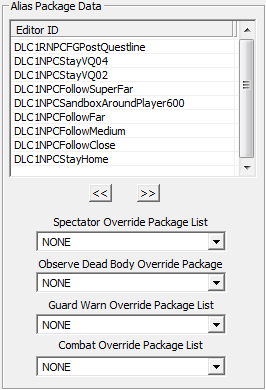 Alias Package Data
Editor ID
DLC1RNPCFGPostQuestline
DLC1NPCStayVQ04
DLC1NPCStayVQ02
DLC1NPCFollowSuperFar
DLC1NPCSandboxAroundPlayer600
DLC1NPCFollowFar
DLC1NPCFollowMedium
DLC1NPCFollowClose
DLC1NPCStayHome
<< >>
Spectator Override Package List
NONE
Observe Dead Body Override Package
NONE
Guard Warn Override Package List
NONE
Combat Override Package List
NONE